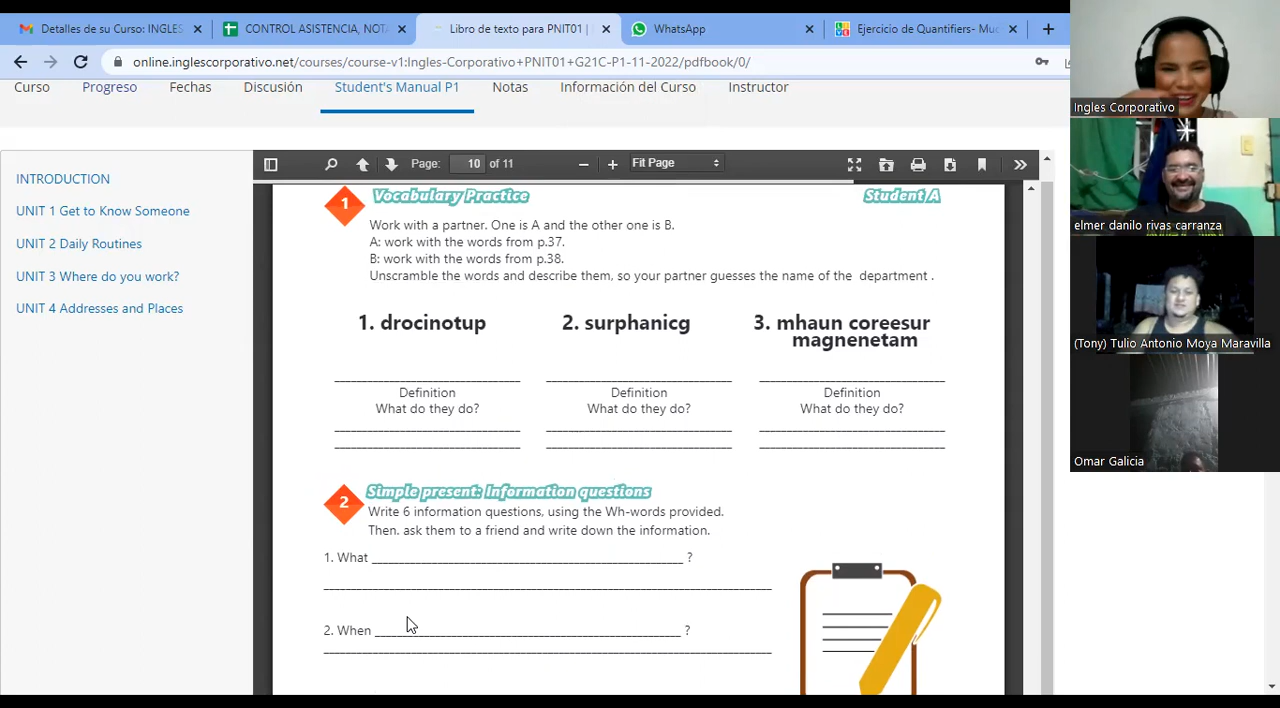 Detalles de su Curso: INGLES
CONTROL ASISTENCIA, NOTA
Libro de texto para PNIT01 |
WhatsApp
Ejercicio de Quantifiers- Muc
online.inglescorporativo.net/courses/course-v1:Ingles-Corporativo+PNIT01+G21C-P1-11-2022/pdfbook/0/
Curso
Progreso
Fechas
Discusión
Student's Manual P1
Notas
Información del Curso
Instructor
INTRODUCTION
UNIT 1 Get to Know Someone
UNIT 2 Daily Routines
UNIT 3 Where do you work?
UNIT 4 Addresses and Places
Page: 10 of 11
Fit Page
1 Vocabulary Practice
Student A
Work with a partner. One is A and the other one is B.
A: work with the words from p.37.
B: work with the words from p.38.
Unscramble the words and describe them, so your partner guesses the name of the department .
1. drocinotup
2. surphanicg
3. mhaun coreesur
magnenetam
Definition
What do they do?
Definition
What do they do?
Definition
What do they do?
2 Simple present: Information questions
Write 6 information questions, using the Wh-words provided.
Then. ask them to a friend and write down the information.
1. What ______________________________ ?
2. When ______________________________ ?
Ingles Corporativo
elmer danilo rivas carranza
(Tony) Tulio Antonio Moya Maravilla
Omar Galicia